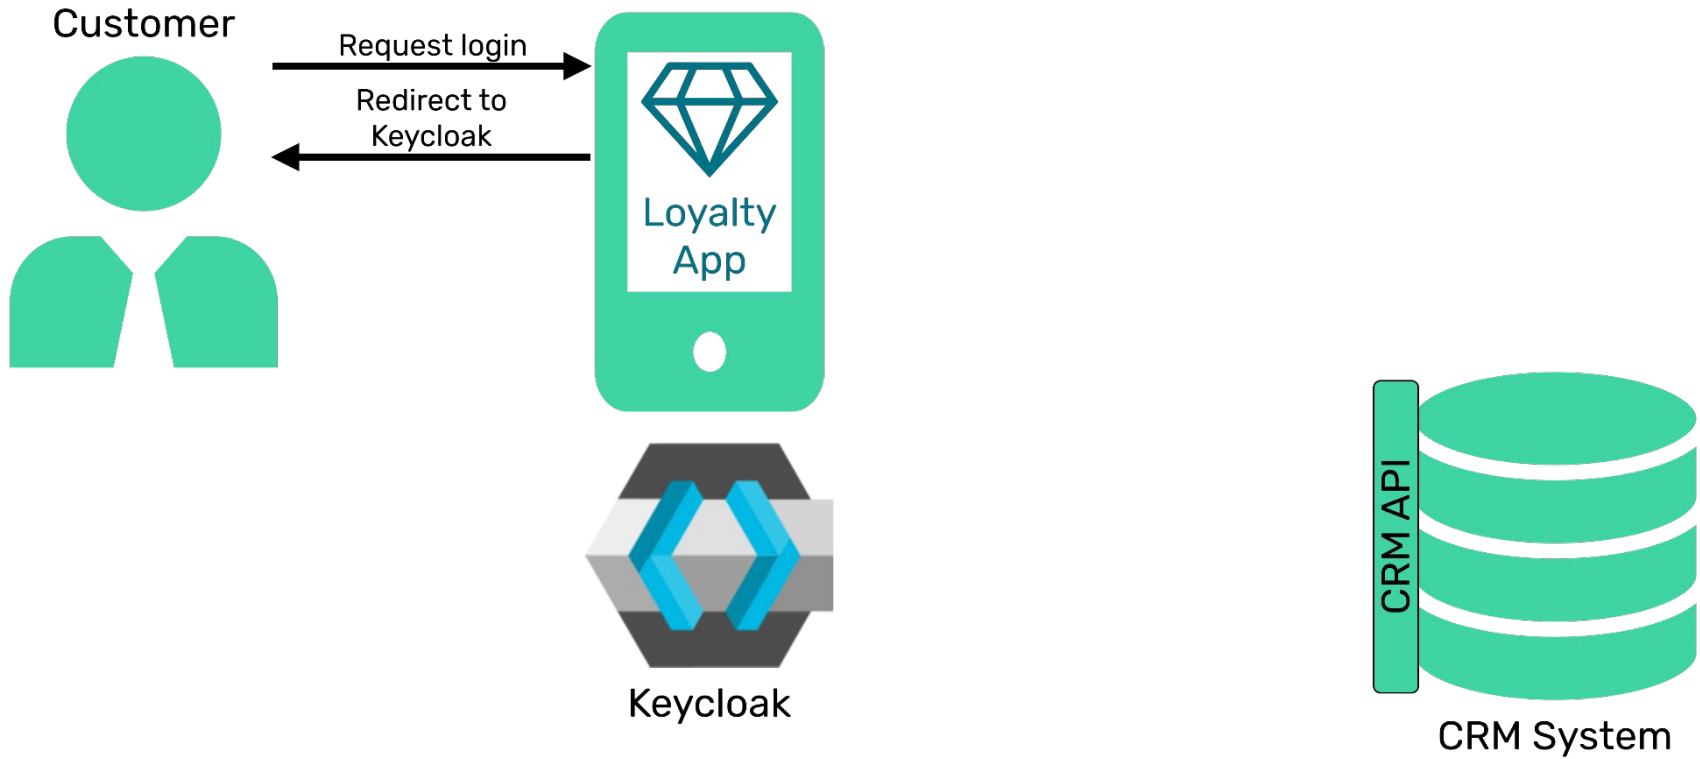 Customer
Request login
Redirect to
Keycloak
Loyalty
App
Keycloak
CRM API
CRM System